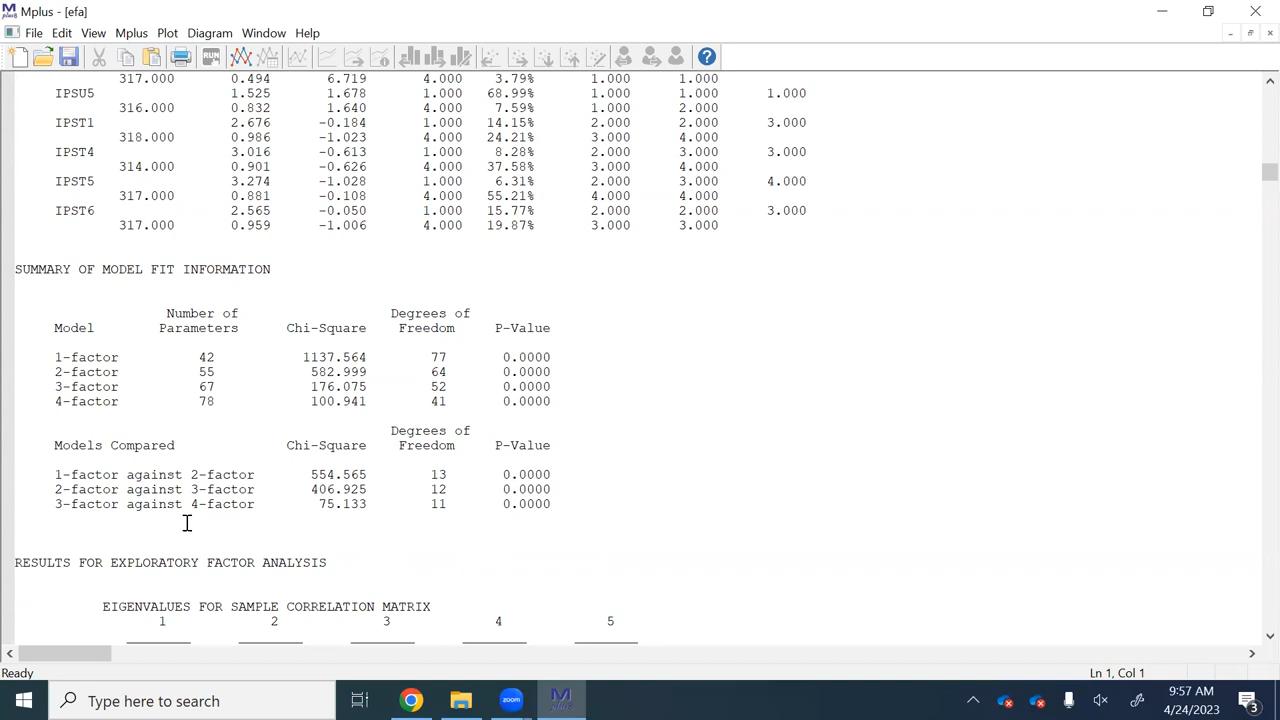 Mplus - [efa]
File Edit View Mplus Plot Diagram Window Help
RUN
317.000 0.494 6.719 4.000 3.79% 1.000 1.000
IPSU5 1.525 1.678 1.000 68.99% 1.000 1.000 1.000
316.000 0.832 1.640 4.000 7.59% 1.000 2.000
IPST1 2.676 -0.184 1.000 14.15% 2.000 2.000 3.000
318.000 0.986 -1.023 4.000 24.21% 3.000 4.000
IPST4 3.016 -0.613 1.000 8.28% 2.000 3.000 3.000
314.000 0.901 -0.626 4.000 37.58% 3.000 4.000
IPST5 3.274 -1.028 1.000 6.31% 2.000 3.000 4.000
317.000 0.881 -0.108 4.000 55.21% 4.000 4.000
IPST6 2.565 -0.050 1.000 15.77% 2.000 2.000 3.000
317.000 0.959 -1.006 4.000 19.87% 3.000 3.000
SUMMARY OF MODEL FIT INFORMATION
Number of Degrees of
Model Parameters Chi-Square Freedom P-Value
1-factor 42 1137.564 77 0.0000
2-factor 55 582.999 64 0.0000
3-factor 67 176.075 52 0.0000
4-factor 78 100.941 41 0.0000
Degrees of
Models Compared Chi-Square Freedom P-Value
1-factor against 2-factor 554.565 13 0.0000
2-factor against 3-factor 406.925 12 0.0000
3-factor against 4-factor 75.133 11 0.0000
RESULTS FOR EXPLORATORY FACTOR ANALYSIS
EIGENVALUES FOR SAMPLE CORRELATION MATRIX
1 2 3 4 5
Ready Ln 1, Col 1
Type here to search zoom 9:57 AM
4/24/2023 3